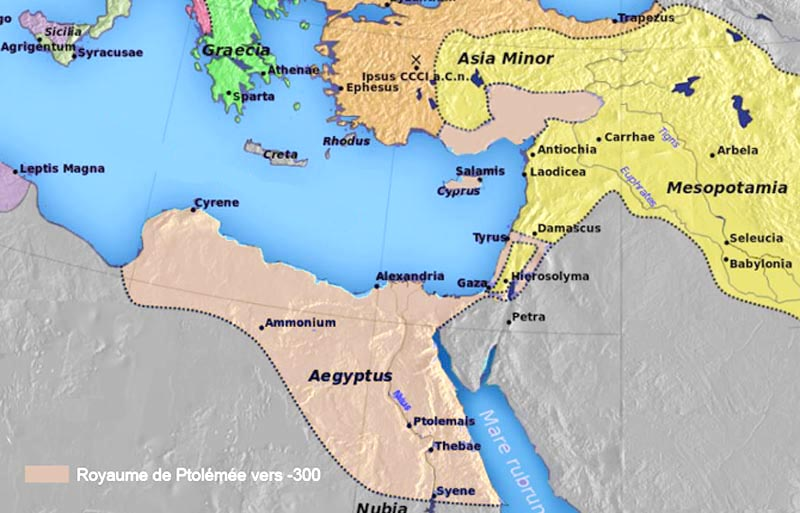 Trapezus
Sicilia
Agrigentum
Syracusae
Graecia
Athenae
Sparta
Asia Minor
Ipsus CCCI a.C.n.
Ephesus
Rhodus
Creta
Carrhae
Tigris
Antiochia
Arbela
Leptis Magna
Salamis
Laodicea
Cyprus
Euphrates
Mesopotamia
Cyrene
Damascus
Tyrus
Seleucia
Babylonia
Alexandria
Gaza
Hierosolyma
Petra
Ammonium
Aegyptus
Nilus
Ptolemais
Mare rubrum
Thebae
Royaume de Ptolémée vers -300
Syene
Nubia